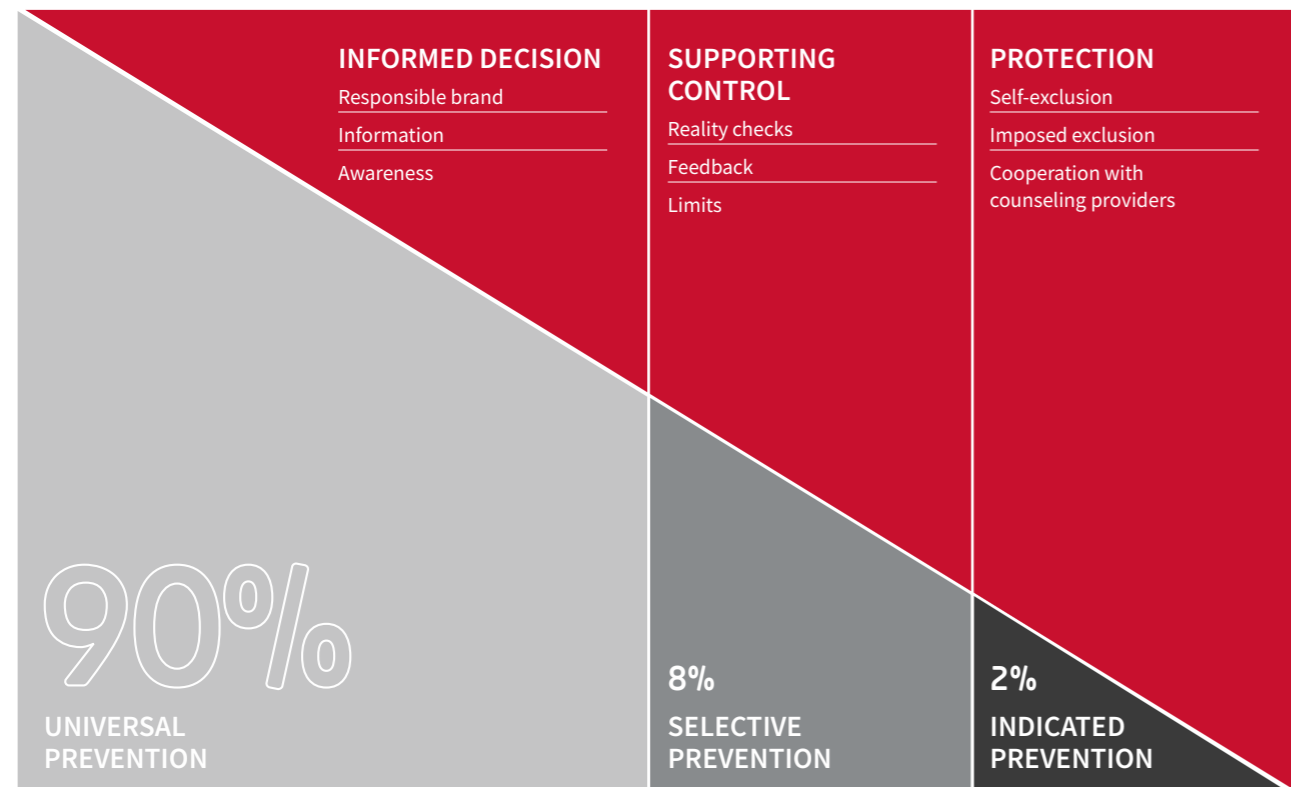 INFORMED DECISION
Responsible brand
Information
Awareness
SUPPORTING
CONTROL
Reality checks
Feedback
Limits
PROTECTION
Self-exclusion
Imposed exclusion
Cooperation with
counseling providers
90%
UNIVERSAL
PREVENTION
8%
SELECTIVE
PREVENTION
2%
INDICATED
PREVENTION